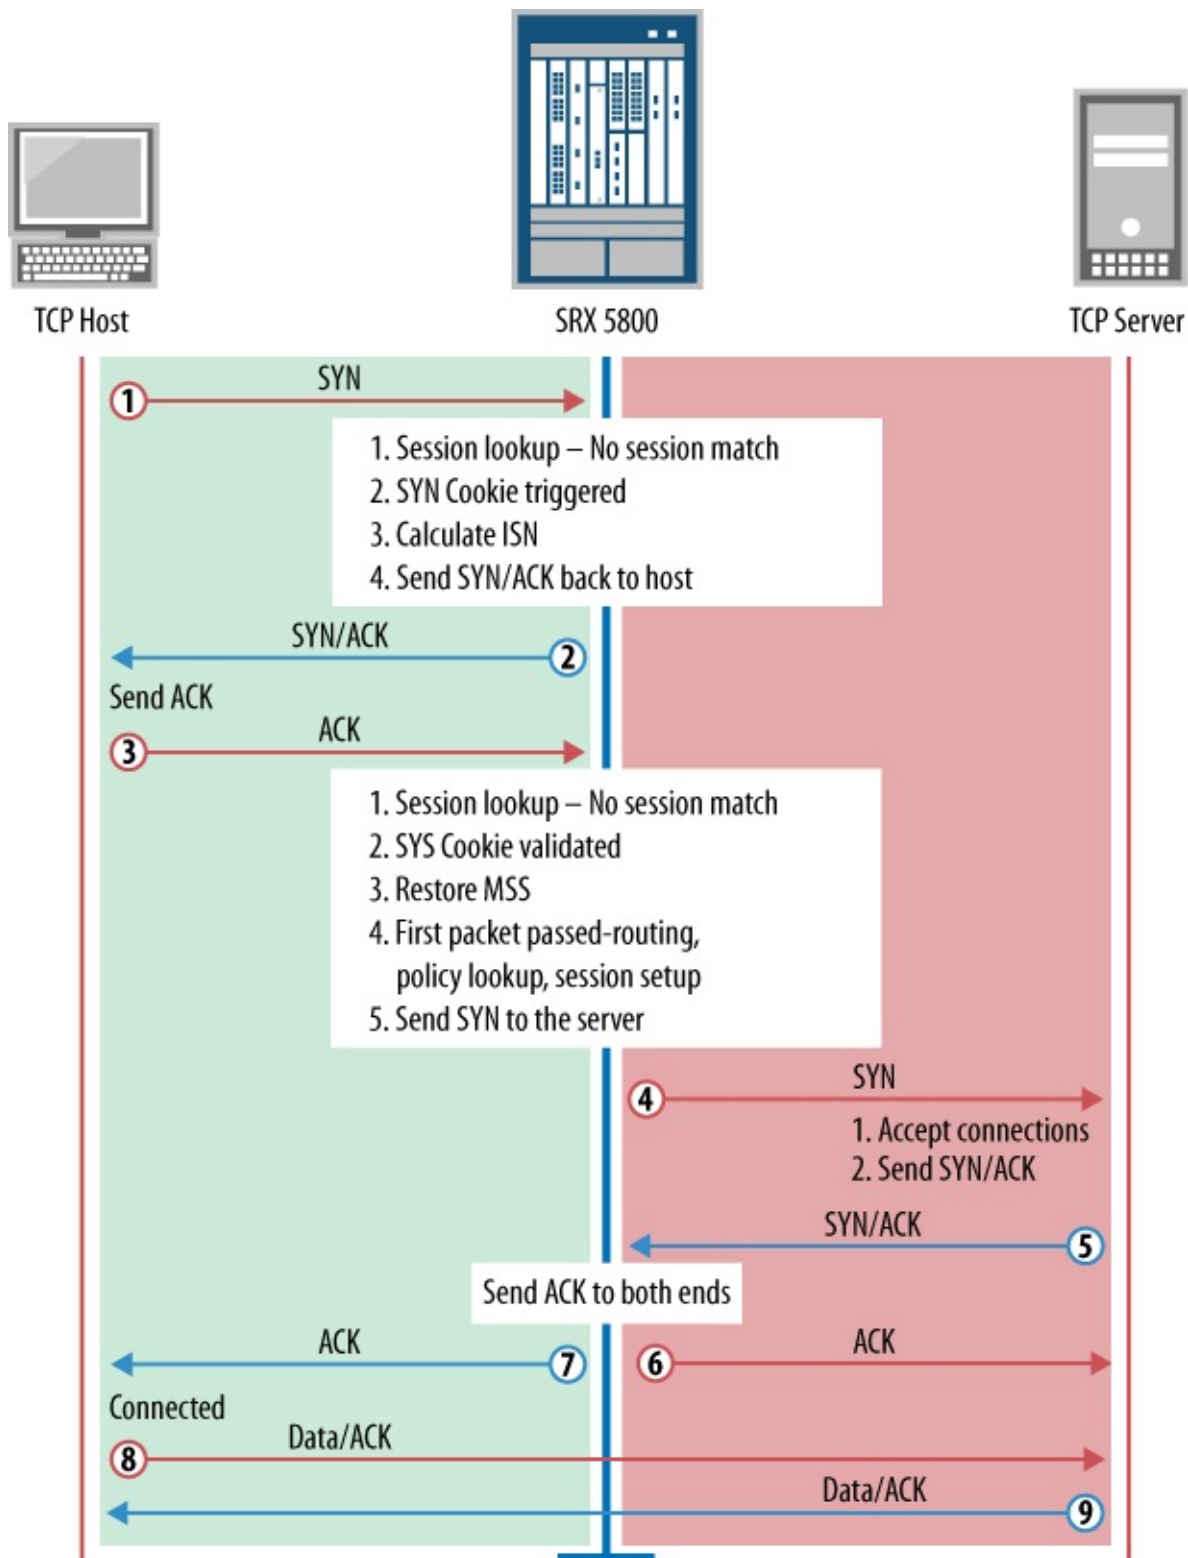 TCP Host
SRX 5800
TCP Server
SYN
1
1. Session lookup – No session match
2. SYN Cookie triggered
3. Calculate ISN
4. Send SYN/ACK back to host
SYN/ACK
2
Send ACK
ACK
3
1. Session lookup – No session match
2. SYS Cookie validated
3. Restore MSS
4. First packet passed-routing,
policy lookup, session setup
5. Send SYN to the server
SYN
4
1. Accept connections
2. Send SYN/ACK
SYN/ACK
5
Send ACK to both ends
ACK
7
ACK
6
Connected
Data/ACK
8
Data/ACK
9